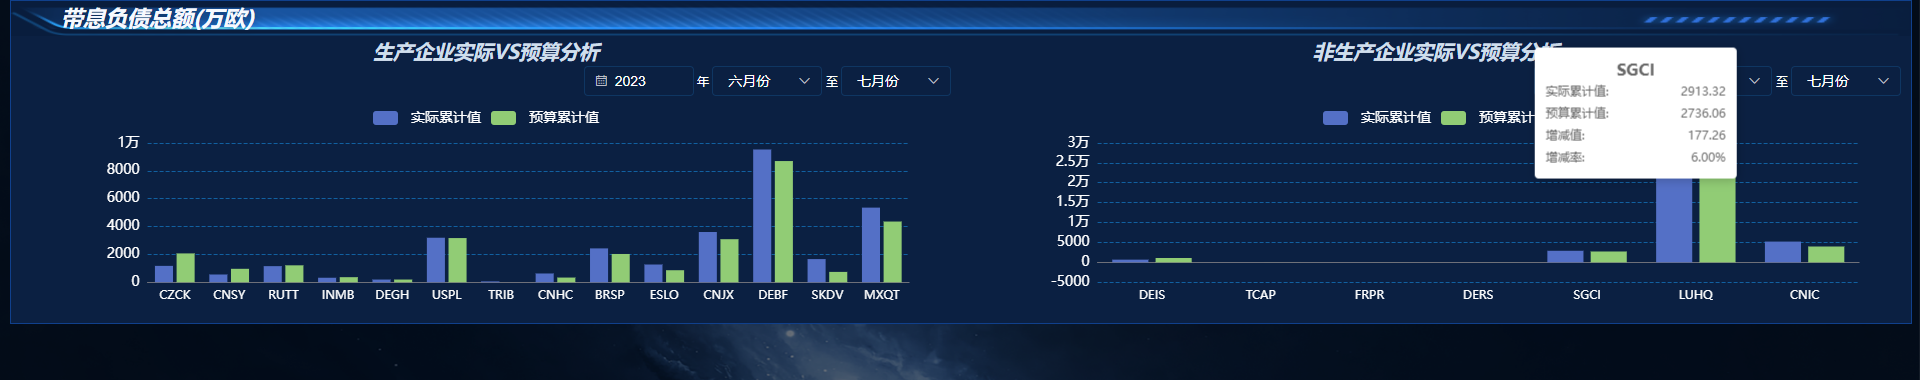 带息负债总额(万欧)
生产企业实际VS预算分析
2023 年 六月份 至 七月份
实际累计值 预算累计值
1万
8000
6000
4000
2000
0
CZCK CNSY RUTT INMB DEGH USPL TRIB CNHC BRSP ESLO CNJX DEBF SKDV MXQT
非生产企业实际VS预算分析
至 七月份
实际累计值 预算累计
SGCI
实际累计值: 2913.32
预算累计值: 2736.06
增减值: 177.26
增减率: 6.00%
3万
2.5万
2万
1.5万
1万
5000
0
-5000
DEIS TCAP FRPR DERS SGCI LUHQ CNIC